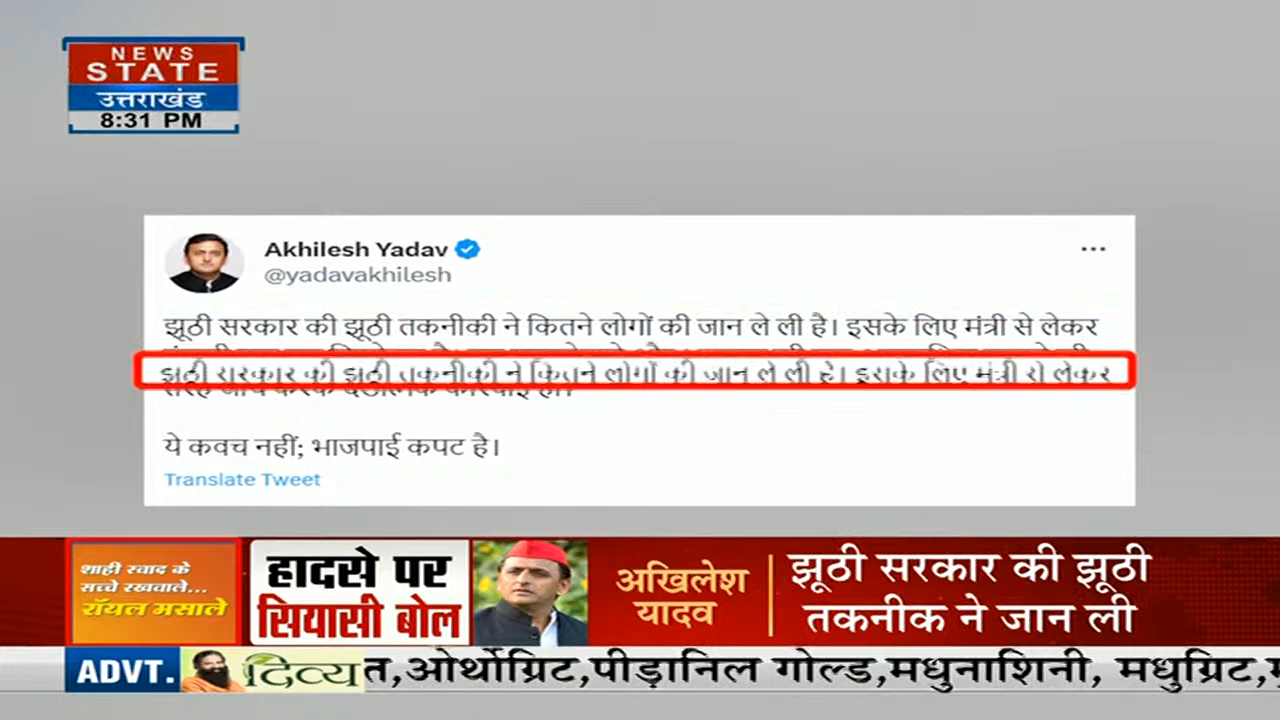 NEWS
STATE
उत्तराखंड
8:31 PM
Akhilesh Yadav
@yadavakhilesh
झूठी सरकार की झूठी तकनीकी ने कितने लोगों की जान ले ली है। इसके लिए मंत्री से लेकर
झूठी सरकार की झूठी तकनीकी ने कितने लोगों की जान ले ली है। इसके लिए मंत्री से लेकर
ये कवच नहीं; भाजपाई कपट है।
Translate Tweet
शाही स्वाद के
सच्चे रखवाले...
रॉयल मसाले
हादसे पर
सियासी बोल
अखिलेश
यादव
झूठी सरकार की झूठी
तकनीक ने जान ली
ADVT.
दिव्य
त,ओर्थोग्रिट,पीड़ानिल गोल्ड,मधुनाशिनी, मधुग्रिट,